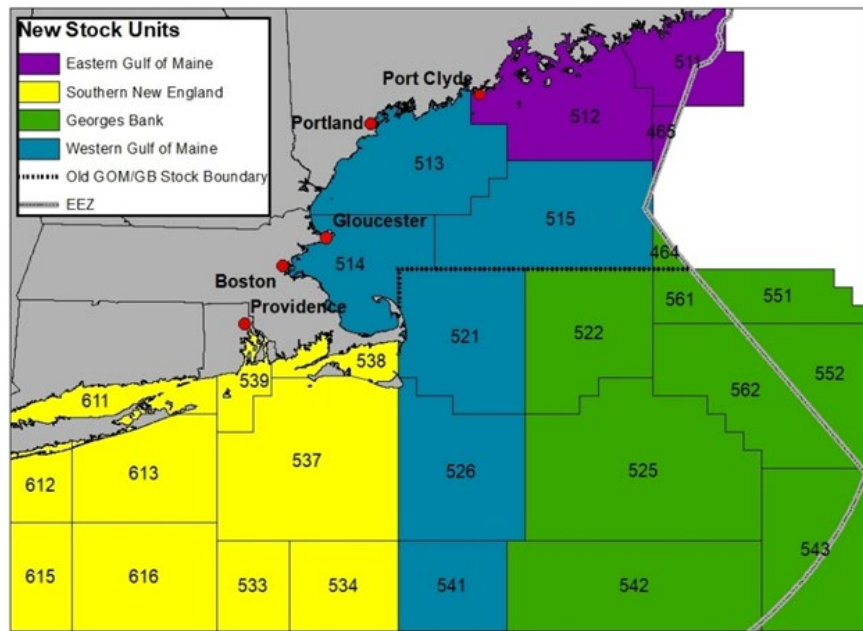 New Stock Units
Eastern Gulf of Maine
Southern New England
Georges Bank
Western Gulf of Maine
Old GOM/GB Stock Boundary
EEZ
511
Port Clyde
512
Portland
465
513
515
Gloucester
464
514
Boston
561
551
Providence
521
522
538
562
552
539
611
537
613
526
525
612
543
615
616
533
534
541
542